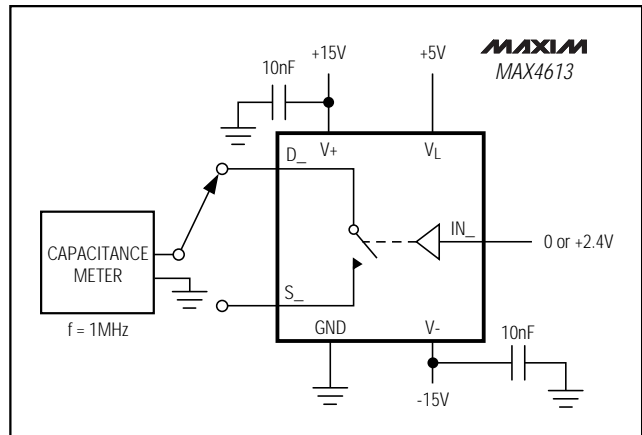 +15V
+5V
MAXIM
MAX4613
10nF
D_
V+
VL
IN_
0 or +2.4V
CAPACITANCE
METER
S_
f = 1MHz
GND
V-
10nF
-15V